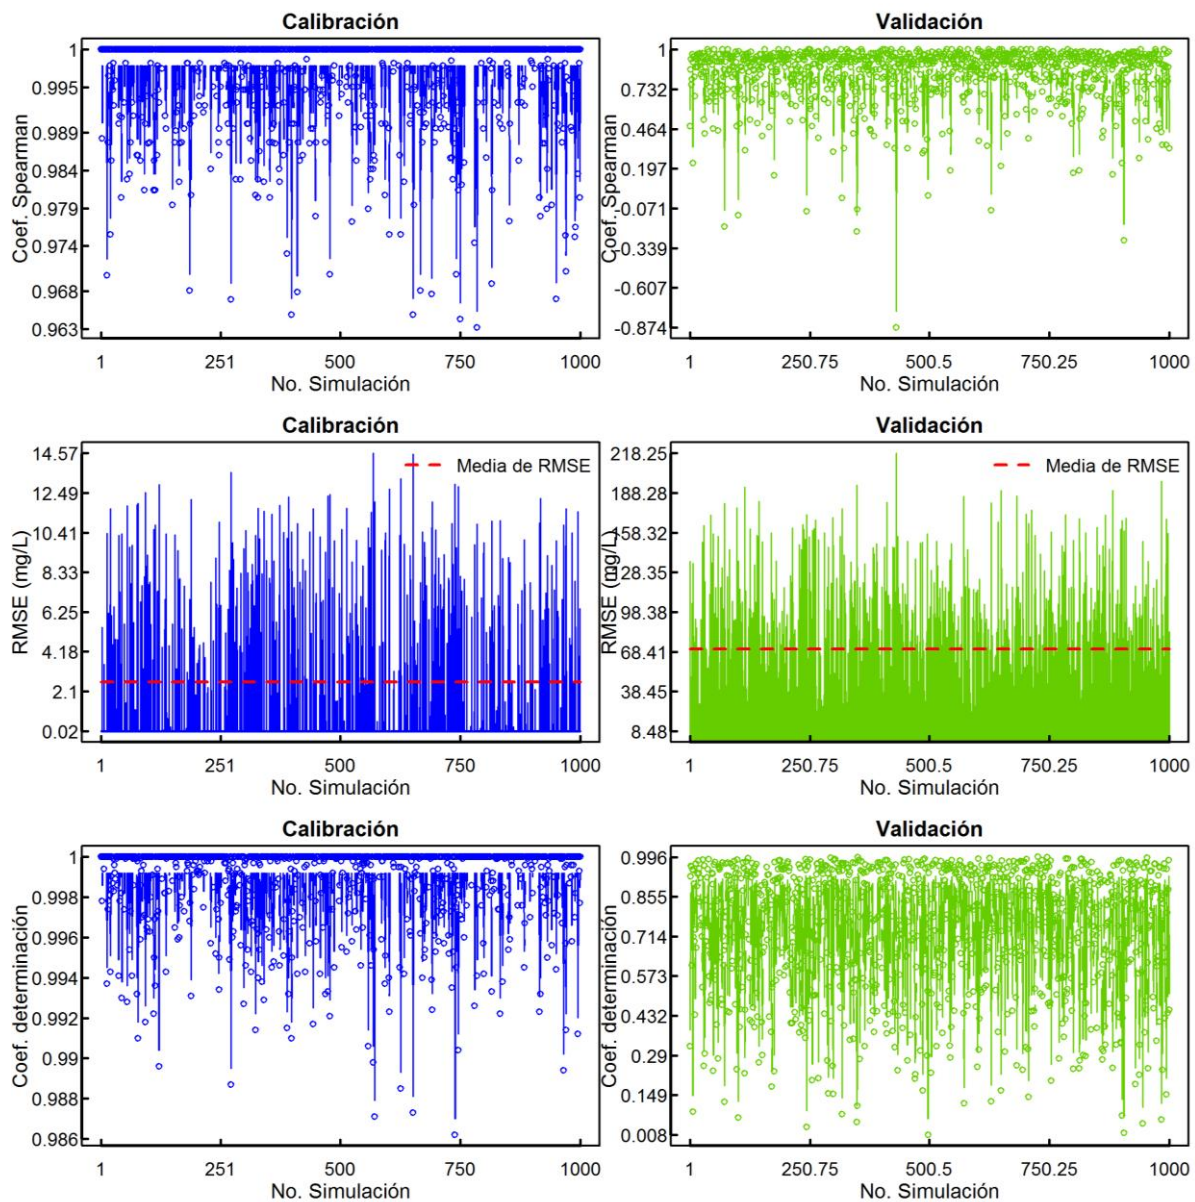 Calibración
Coef. Spearman
1
0.995
0.989
0.984
0.979
0.974
0.968
0.963
1 251 500 750 1000
No. Simulación
Validación
Coef. Spearman
1
0.732
0.464
0.197
-0.071
-0.339
-0.607
-0.874
1 250.75 500.5 750.25 1000
No. Simulación
Calibración
RMSE (mg/L)
14.57
12.49
10.41
8.33
6.25
4.18
2.1
0.02
Media de RMSE
1 251 500 750 1000
No. Simulación
Validación
RMSE (mg/L)
218.25
188.28
158.32
128.35
98.38
68.41
38.45
8.48
Media de RMSE
1 250.75 500.5 750.25 1000
No. Simulación
Calibración
Coef. determinación
1
0.998
0.996
0.994
0.992
0.99
0.988
0.986
1 251 500 750 1000
No. Simulación
Validación
Coef. determinación
0.996
0.855
0.714
0.573
0.432
0.29
0.149
0.008
1 250.75 500.5 750.25 1000
No. Simulación